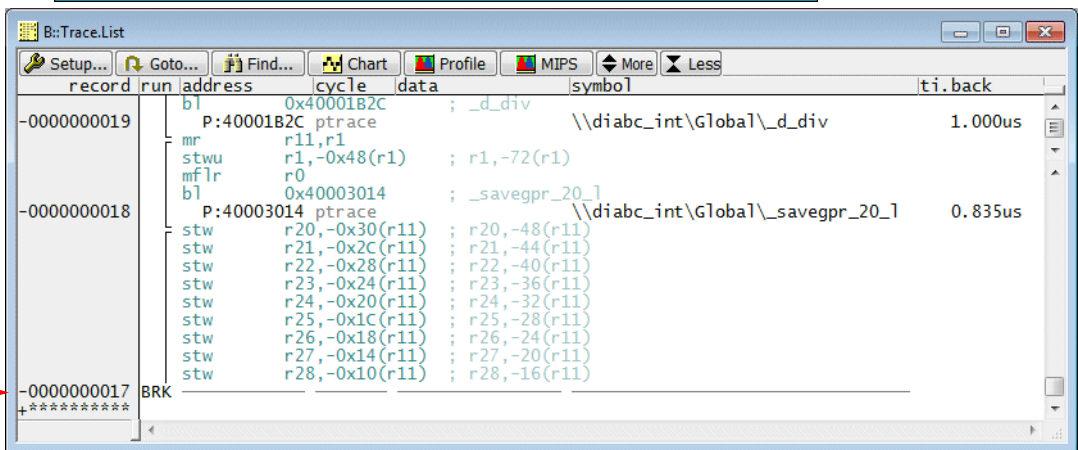 B::Trace.List
Setup... Goto... Find... Chart Profile MIPS More Less
record run address cycle data symbol ti.back
bl 0x40001B2C ; _d_div
-0000000019 P:40001B2C ptrace \\diabc_int\Global\_d_div 1.000us
mr r11,r1
stwu r1,-0x48(r1) ; r1,-72(r1)
mflr r0
bl 0x40003014 ; _savegpr_20_l
-0000000018 P:40003014 ptrace \\diabc_int\Global\_savegpr_20_l 0.835us
stw r20,-0x30(r11) ; r20,-48(r11)
stw r21,-0x2C(r11) ; r21,-44(r11)
stw r22,-0x28(r11) ; r22,-40(r11)
stw r23,-0x24(r11) ; r23,-36(r11)
stw r24,-0x20(r11) ; r24,-32(r11)
stw r25,-0x1C(r11) ; r25,-28(r11)
stw r26,-0x18(r11) ; r26,-24(r11)
stw r27,-0x14(r11) ; r27,-20(r11)
stw r28,-0x10(r11) ; r28,-16(r11)
-0000000017 BRK
+**********